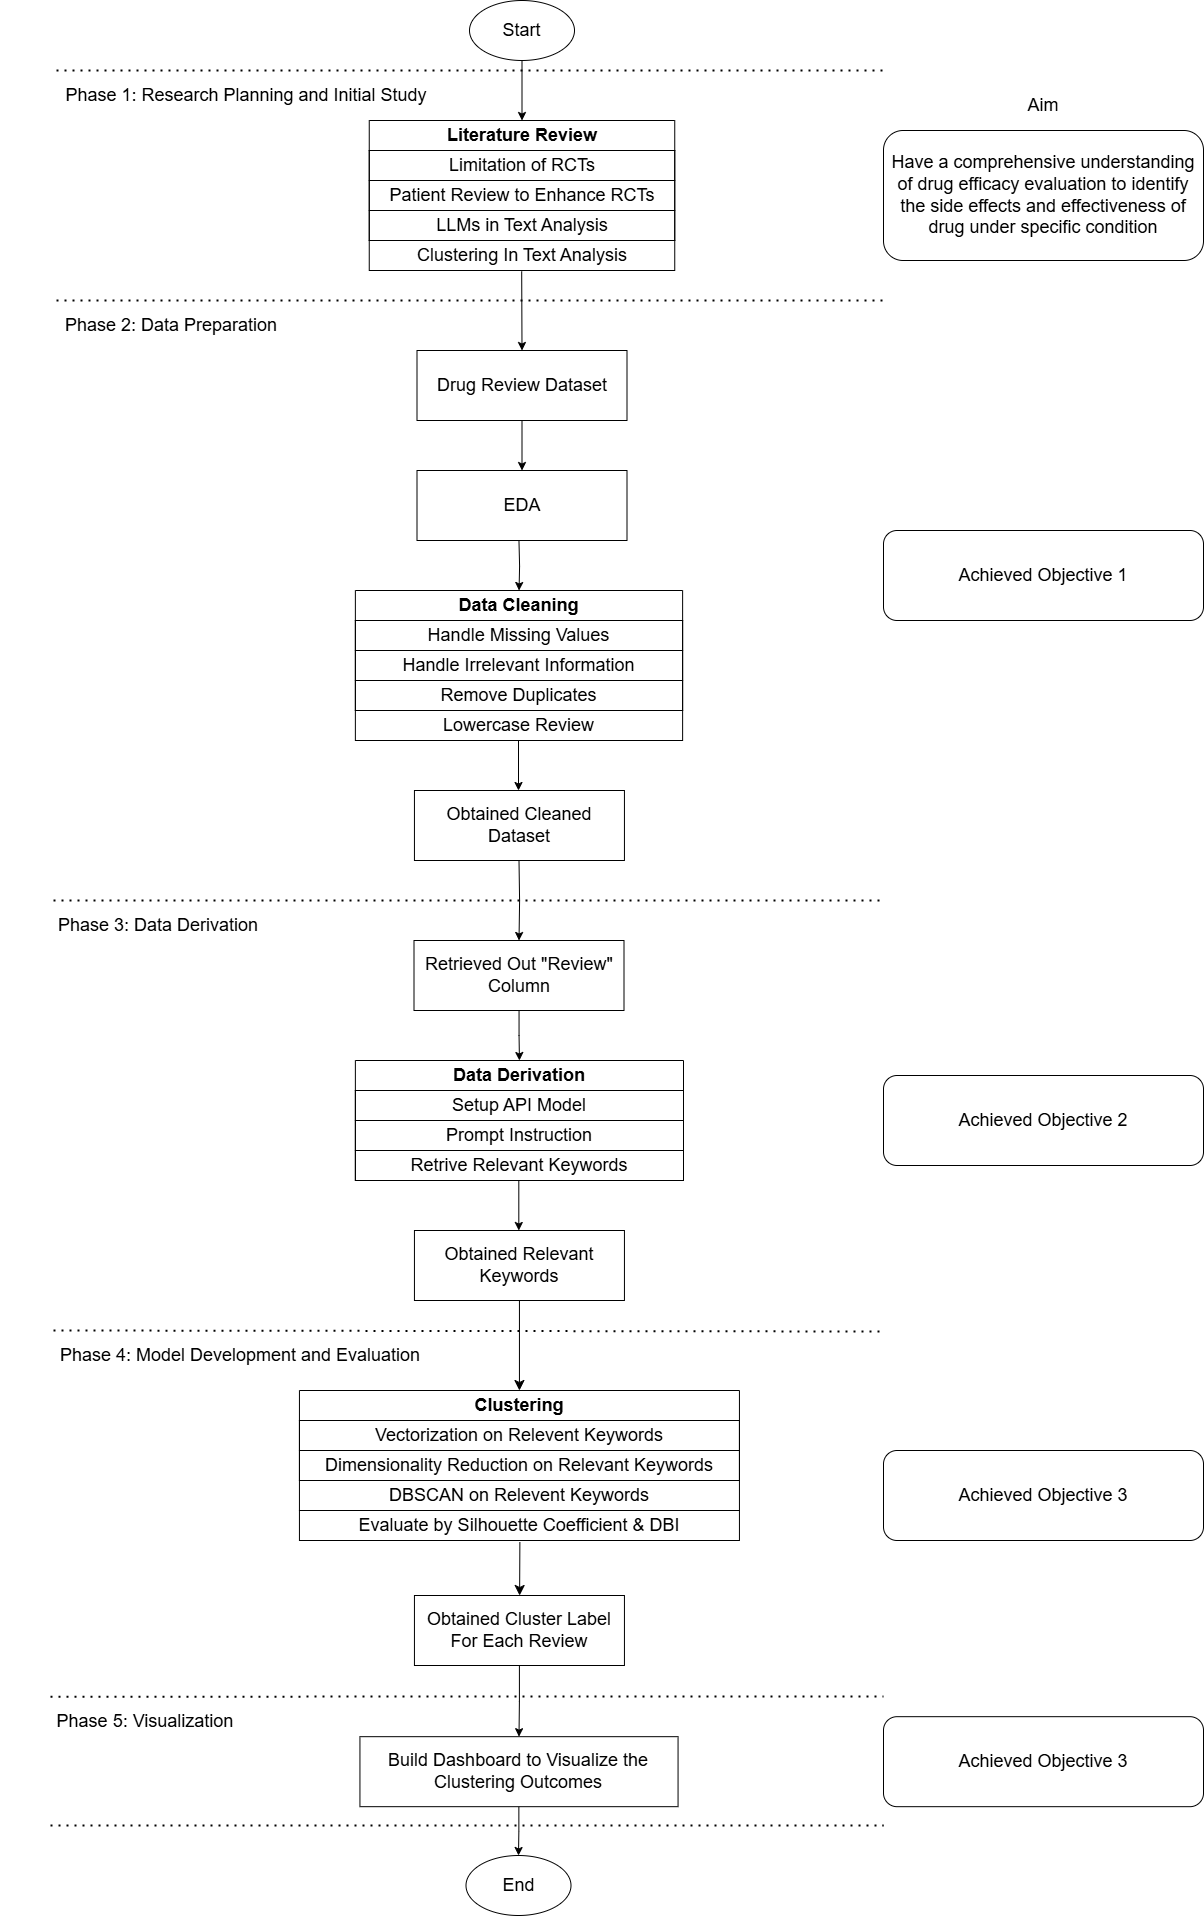 Start
Phase 1: Research Planning and Initial Study
Aim
Literature Review
Limitation of RCTs
Patient Review to Enhance RCTs
LLMs in Text Analysis
Clustering In Text Analysis
Have a comprehensive understanding
of drug efficacy evaluation to identify
the side effects and effectiveness of
drug under specific condition
Phase 2: Data Preparation
Drug Review Dataset
EDA
Achieved Objective 1
Data Cleaning
Handle Missing Values
Handle Irrelevant Information
Remove Duplicates
Lowercase Review
Obtained Cleaned
Dataset
Phase 3: Data Derivation
Retrieved Out "Review"
Column
Data Derivation
Setup API Model
Prompt Instruction
Retrive Relevant Keywords
Achieved Objective 2
Obtained Relevant
Keywords
Phase 4: Model Development and Evaluation
Clustering
Vectorization on Relevent Keywords
Dimensionality Reduction on Relevant Keywords
DBSCAN on Relevent Keywords
Evaluate by Silhouette Coefficient & DBI
Achieved Objective 3
Obtained Cluster Label
For Each Review
Phase 5: Visualization
Build Dashboard to Visualize the
Clustering Outcomes
Achieved Objective 3
End